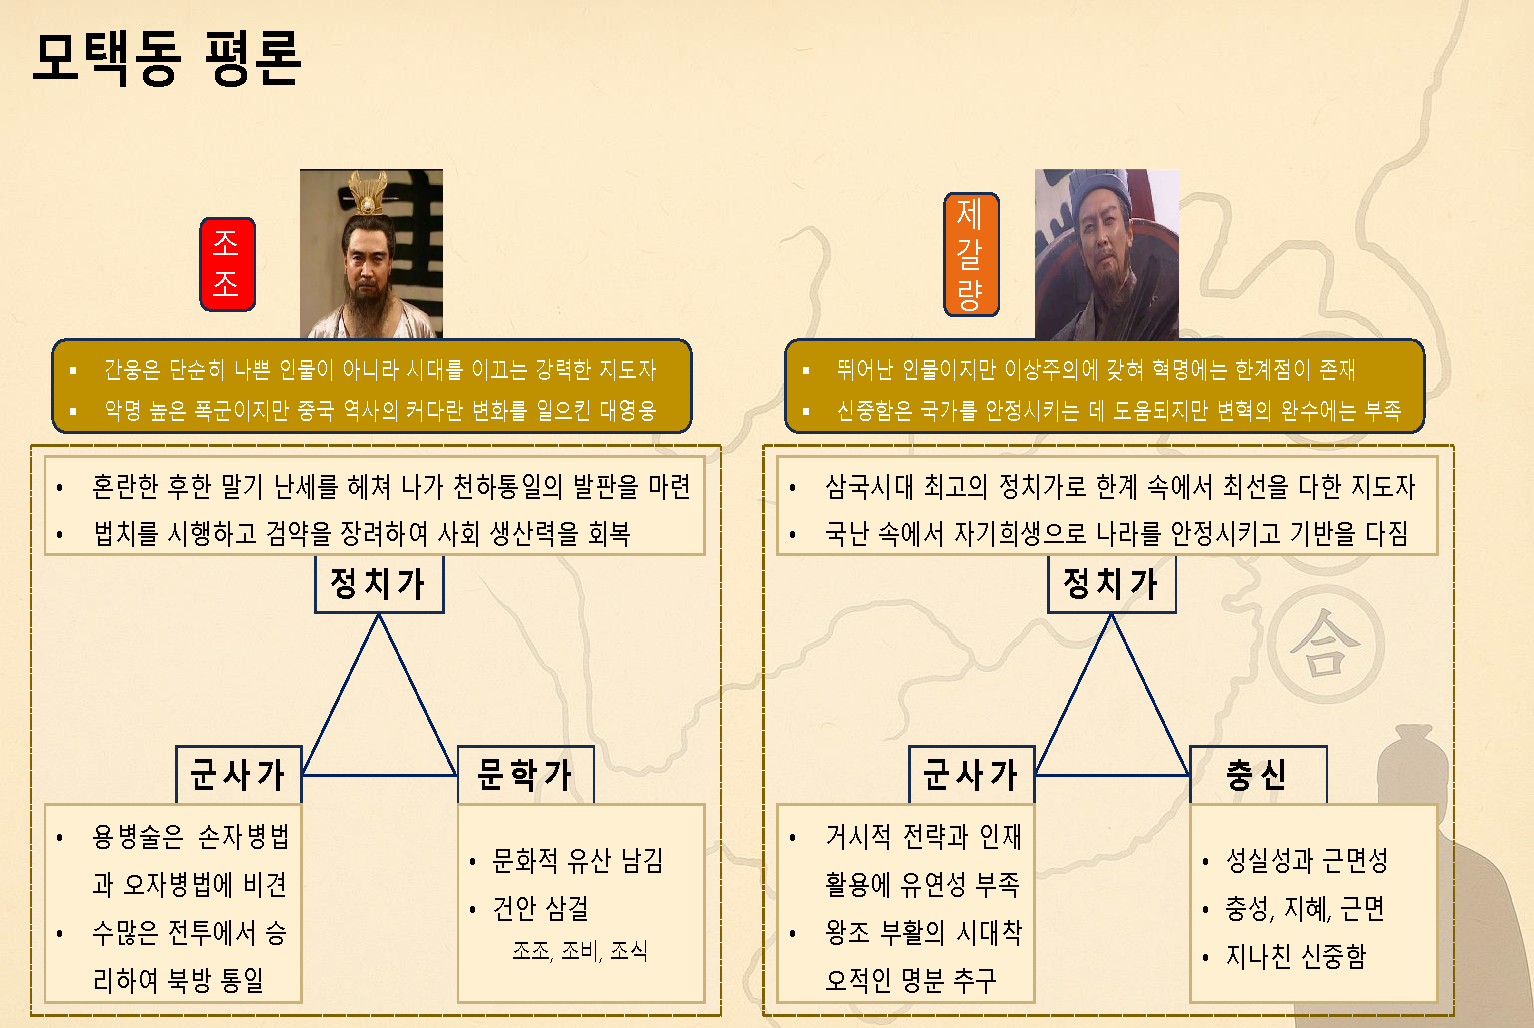 모택동 평론
조
조
간웅은 단순히 나쁜 인물이 아니라 시대를 이끄는 강력한 지도자
악명 높은 폭군이지만 중국 역사의 커다란 변화를 일으킨 대영웅
• 혼란한 후한 말기 난세를 헤쳐 나가 천하통일의 발판을 마련
• 법치를 시행하고 검약을 장려하여 사회 생산력을 회복
정치가
군사가
문학가
• 용병술은 손자병법
과 오자병법에 비견
• 수많은 전투에서 승
리하여 북방 통일
• 문화적 유산 남김
• 건안 삼걸
조조, 조비, 조식
제
갈
량
뛰어난 인물이지만 이상주의에 갖혀 혁명에는 한계점이 존재
신중함은 국가를 안정시키는 데 도움되지만 변혁의 완수에는 부족
• 삼국시대 최고의 정치가로 한계 속에서 최선을 다한 지도자
• 국난 속에서 자기희생으로 나라를 안정시키고 기반을 다짐
정치가
군사가
충신
• 거시적 전략과 인재
활용에 유연성 부족
• 왕조 부활의 시대착
오적인 명분 추구
• 성실성과 근면성
• 충성, 지혜, 근면
• 지나친 신중함
合